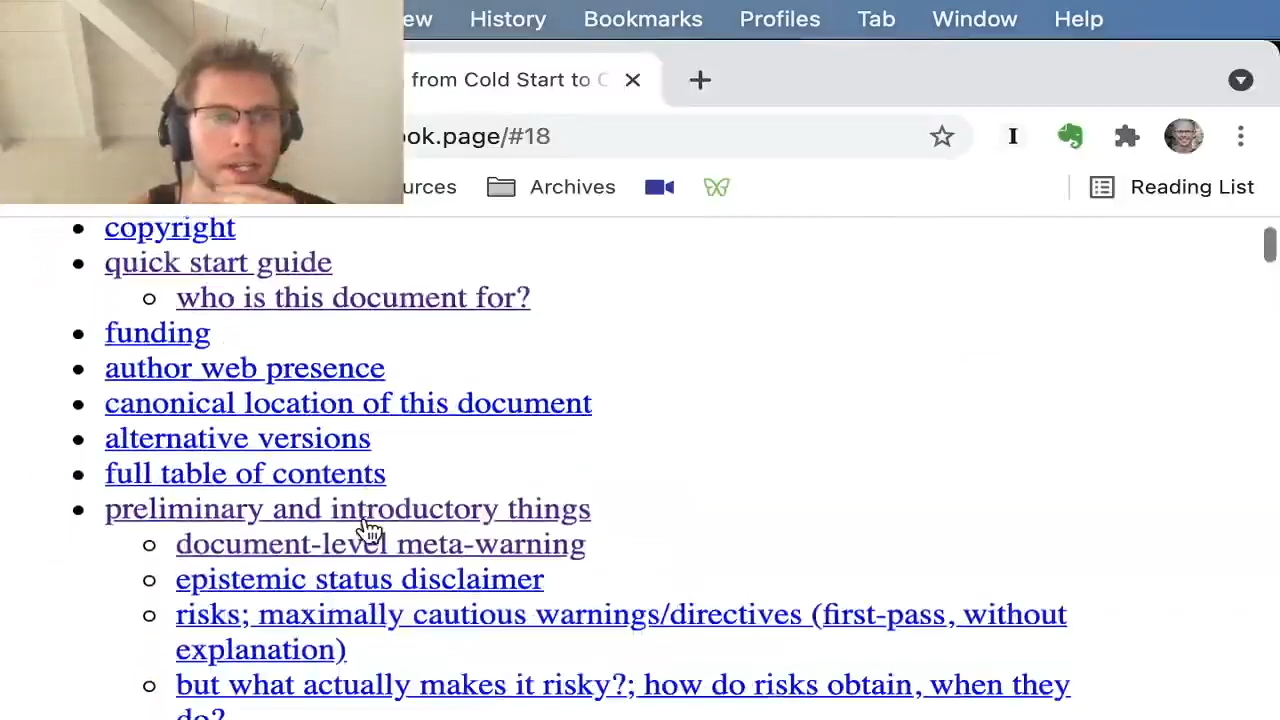 ew History Bookmarks Profiles Tab Window Help
from Cold Start to C
ok.page/#18
urces Archives Reading List
copyright
quick start guide
who is this document for?
funding
author web presence
canonical location of this document
alternative versions
full table of contents
preliminary and introductory things
document-level meta-warning
epistemic status disclaimer
risks; maximally cautious warnings/directives (first-pass, without
explanation)
but what actually makes it risky?; how do risks obtain, when they
do?